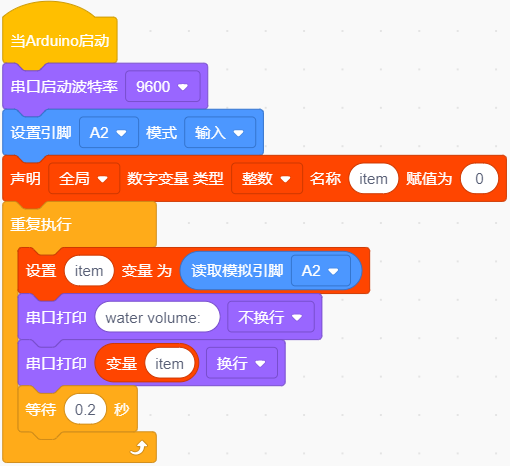 当Arduino启动
串口启动波特率 9600
设置引脚 A2 模式 输入
声明 全局 数字变量 类型 整数 名称 item 赋值为 0
重复执行
设置 item 变量 为 读取模拟引脚 A2
串口打印 water volume: 不换行
串口打印 变量 item 换行
等待 0.2 秒